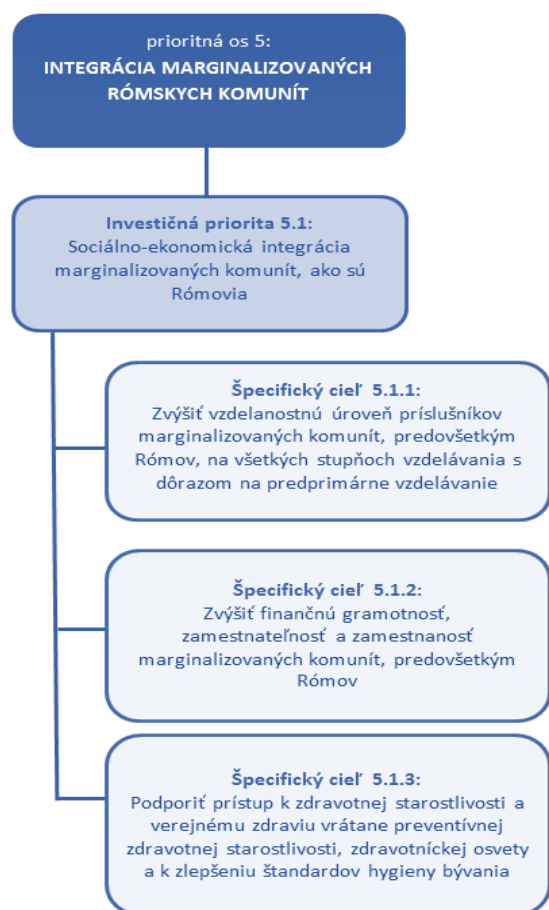 prioritná os 5:
INTEGRÁCIA MARGINALIZOVANÝCH
RÓMSKYCH KOMUNÍT
Investičná priorita 5.1:
Sociálno-ekonomická integrácia
marginalizovaných komunít, ako sú
Rómovia
Špecifický cieľ 5.1.1:
Zvýšiť vzdelanostnú úroveň príslušníkov
marginalizovaných komunít, predovšetkým
Rómov, na všetkých stupňoch vzdelávania s
dôrazom na predprimárne vzdelávanie
Špecifický cieľ 5.1.2:
Zvýšiť finančnú gramotnosť,
zamestnateľnosť a zamestnanosť
marginalizovaných komunít, predovšetkým
Rómov
Špecifický cieľ 5.1.3:
Podporiť prístup k zdravotnej starostlivosti a
verejnému zdraviu vrátane preventívnej
zdravotnej starostlivosti, zdravotníckej osvety
a k zlepšeniu štandardov hygieny bývania